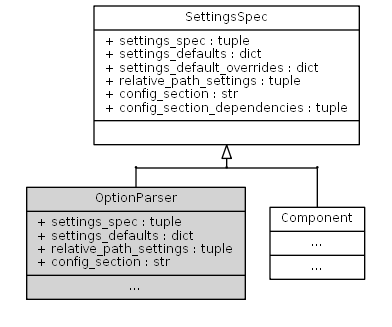 SettingsSpec
+ settings_spec : tuple
+ settings_defaults : dict
+ settings_default_overrides : dict
+ relative_path_settings : tuple
+ config_section : str
+ config_section_dependencies : tuple
OptionParser
+ settings_spec : tuple
+ settings_defaults : dict
+ relative_path_settings : tuple
+ config_section : str
...
Component
...
...